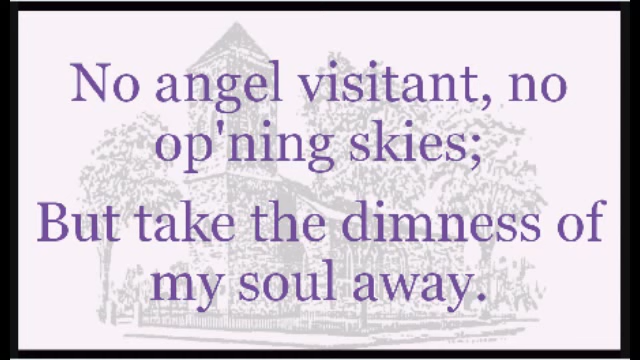 No angel visitant, no
op'ning skies;
But take the dimness of
my soul away.